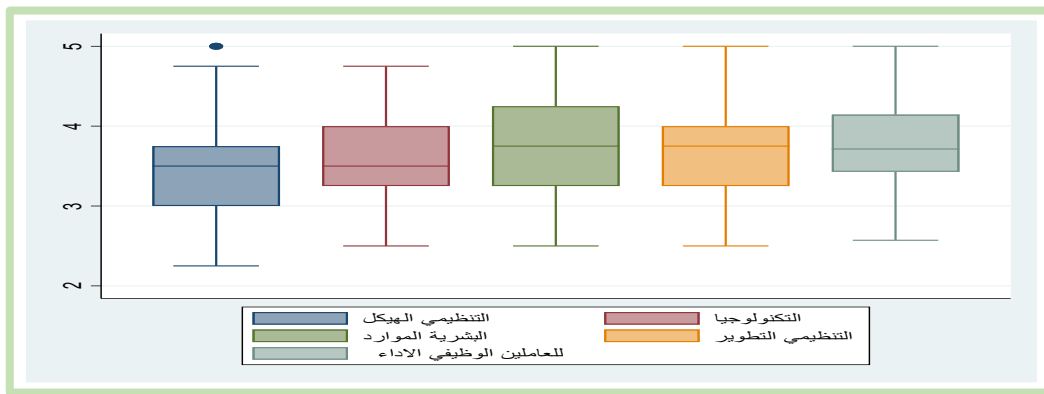 5
4
3
2
التنظيمي الهيكل
التكنولوجيا
البشرية الموارد
التنظيمي التطوير
للعاملين الوظيفي الاداء